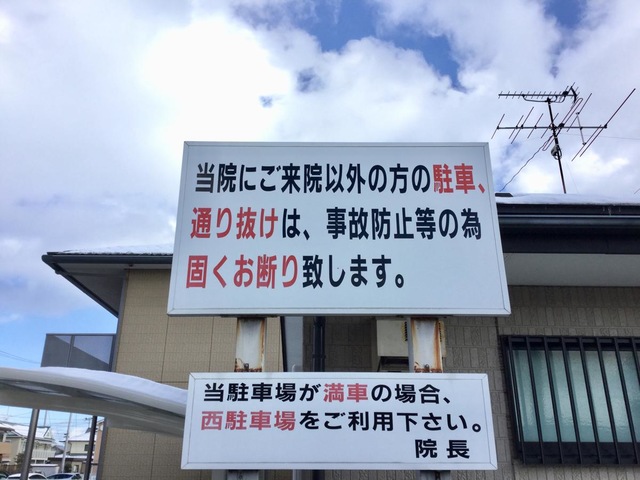 当院にご来院以外の方の駐車、
通り抜けは、事故防止等の為
固くお断り致します。
当駐車場が満車の場合、
西駐車場をご利用下さい。
院長